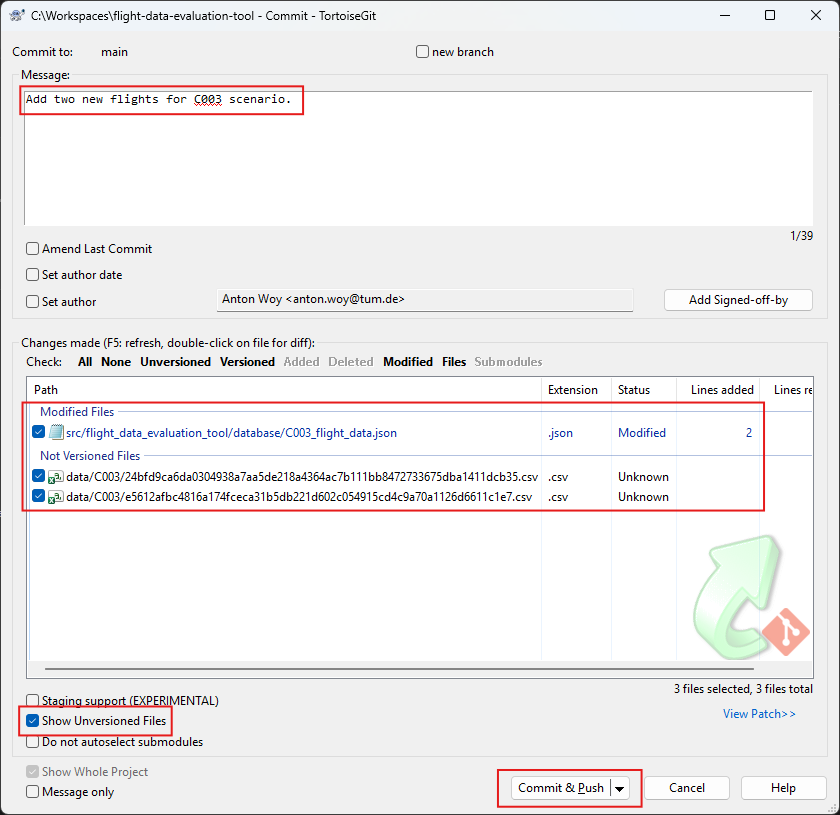 C:\Workspaces\flight-data-evaluation-tool - Commit - TortoiseGit
Commit to: main new branch
Message:
Add two new flights for C003 scenario.
1/39
Amend Last Commit
Set author date
Set author Anton Woy <anton.woy@tum.de> Add Signed-off-by
Changes made (F5: refresh, double-click on file for diff):
Check: All None Unversioned Versioned Added Deleted Modified Files Submodules
Path Extension Status Lines added Lines re
Modified Files
src/flight_data_evaluation_tool/database/C003_flight_data.json .json Modified 2
Not Versioned Files
data/C003/24bfd9ca6da0304938a7aa5de218a4364ac7b111bb8472733675dba1411dcb35.csv .csv Unknown
data/C003/e5612afbc4816a174fceca31b5db221d602c054915cd4c9a70a1126d6611c1e7.csv .csv Unknown
3 files selected, 3 files total
Staging support (EXPERIMENTAL)
View Patch>>
Show Unversioned Files
Do not autoselect submodules
Show Whole Project
Message only
Commit & Push Cancel Help